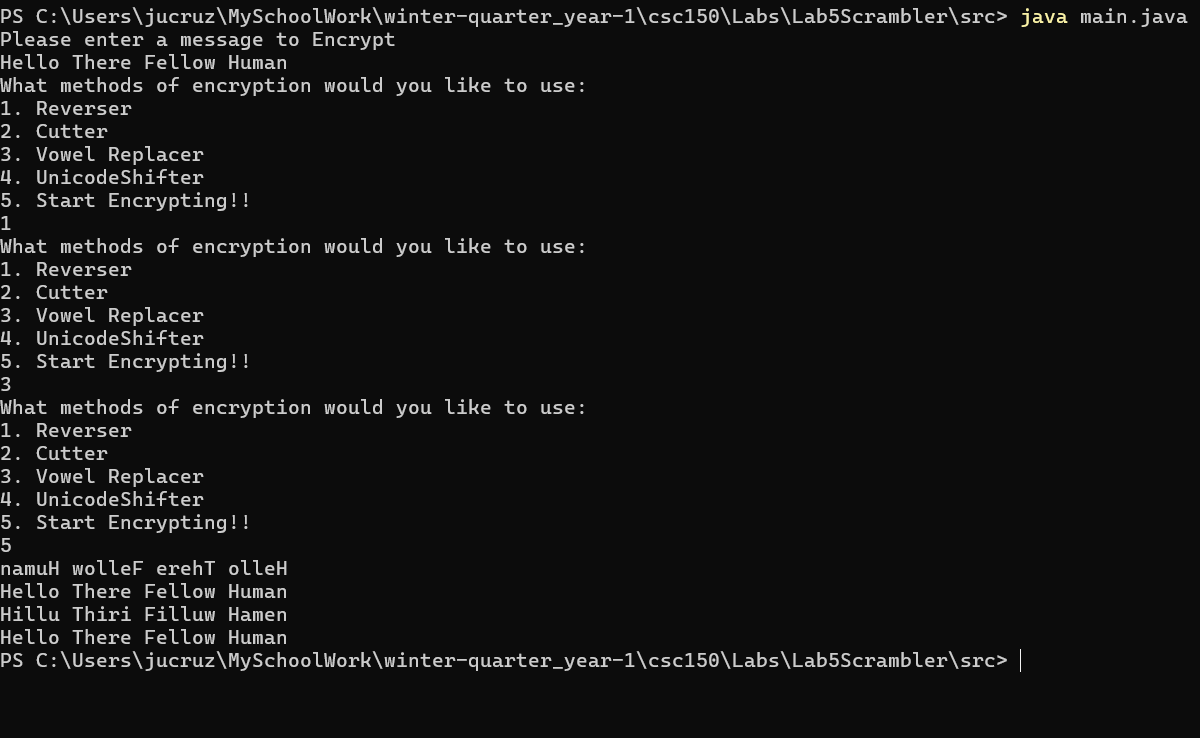 PS C:\Users\jucruz\MySchoolWork\winter-quarter_year-1\csc150\Labs\Lab5Scrambler\src> java main.java
Please enter a message to Encrypt
Hello There Fellow Human
What methods of encryption would you like to use:
1. Reverser
2. Cutter
3. Vowel Replacer
4. UnicodeShifter
5. Start Encrypting!!
1
What methods of encryption would you like to use:
1. Reverser
2. Cutter
3. Vowel Replacer
4. UnicodeShifter
5. Start Encrypting!!
3
What methods of encryption would you like to use:
1. Reverser
2. Cutter
3. Vowel Replacer
4. UnicodeShifter
5. Start Encrypting!!
5
namuH wolleF erehT olleH
Hello There Fellow Human
Hillu Thiri Filluw Hamen
Hello There Fellow Human
PS C:\Users\jucruz\MySchoolWork\winter-quarter_year-1\csc150\Labs\Lab5Scrambler\src>